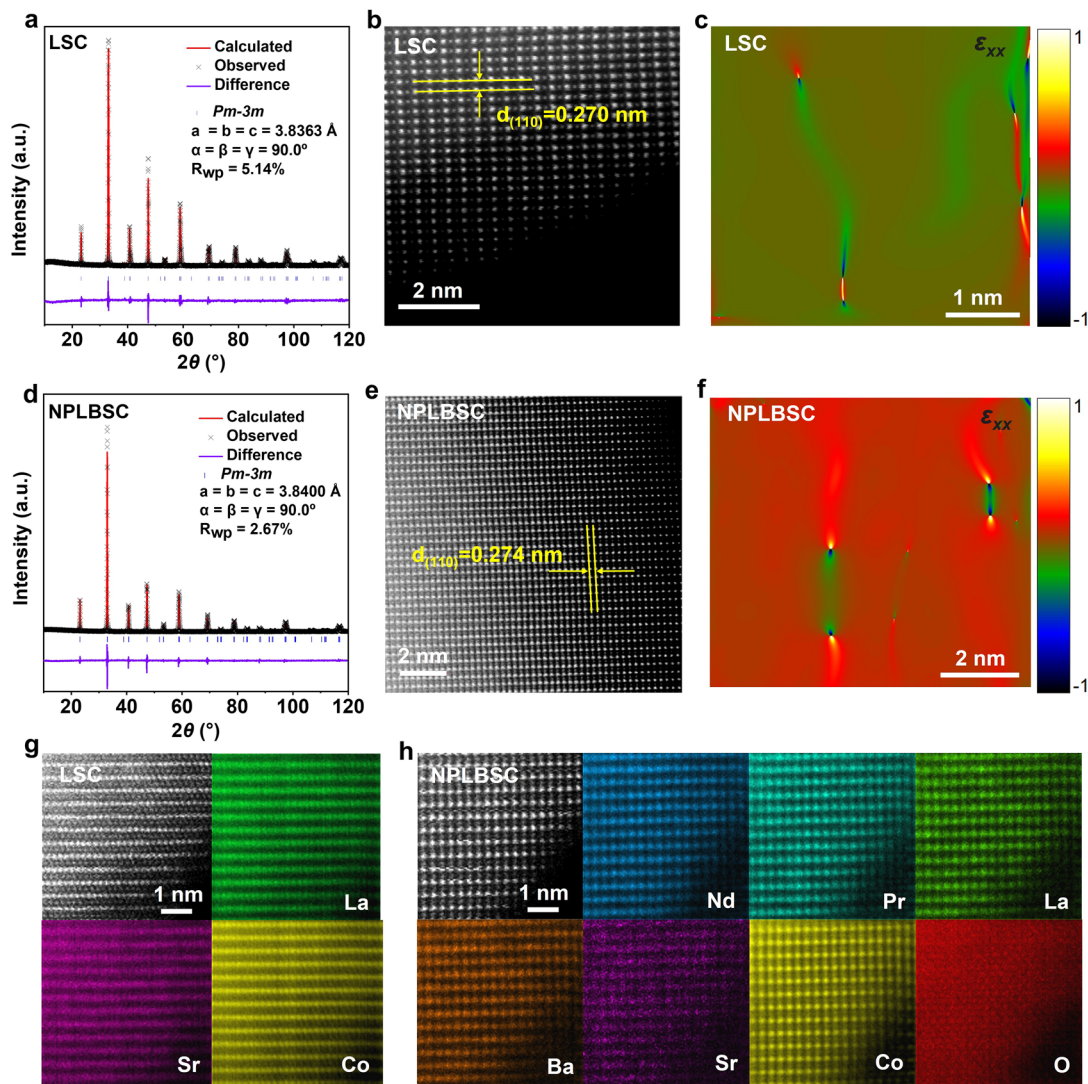 a
LSC
Calculated
Observed
Difference
Pm-3m
a = b = c = 3.8363 Å
α = β = γ = 90.0º
Rwp = 5.14%
Intensity (a.u.)
20 40 60 80 100 120
2θ (°)
b
LSC
d(110)=0.270 nm
2 nm
c
LSC
εxx
1 nm
1
-1
d
NPLBSC
Calculated
Observed
Difference
Pm-3m
a = b = c = 3.8400 Å
α = β = γ = 90.0º
Rwp = 2.67%
Intensity (a.u.)
20 40 60 80 100 120
2θ (°)
e
NPLBSC
d(110)=0.274 nm
2 nm
f
NPLBSC
εxx
2 nm
1
-1
g
LSC
1 nm
La
Sr
Co
h
NPLBSC
1 nm
Nd
Pr
La
Ba
Sr
Co
O